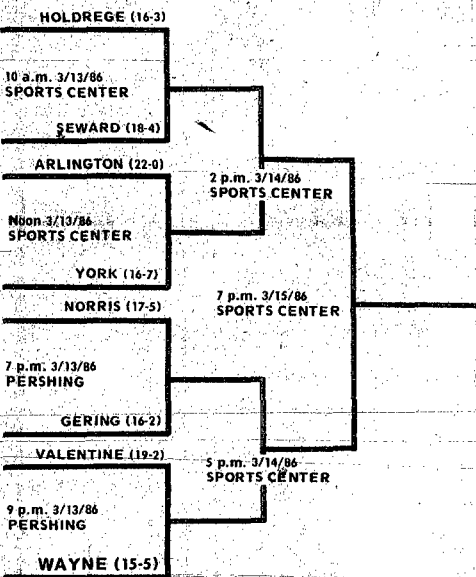 HOLDREGE (16-3)
10 a.m. 3/13/86
SPORTS CENTER
SEWARD (18-4)
ARLINGTON (22-0)
2 p.m. 3/14/86
SPORTS CENTER
Noon 3/13/86
SPORTS CENTER
YORK (16-7)
NORRIS (17-5)
7 p.m. 3/15/86
SPORTS CENTER
7 p.m. 3/13/86
PERSHING
GERING (16-2)
VALENTINE (19-2)
5 p.m. 3/14/86
SPORTS CENTER
9 p.m. 3/13/86
PERSHING
WAYNE (15-5)